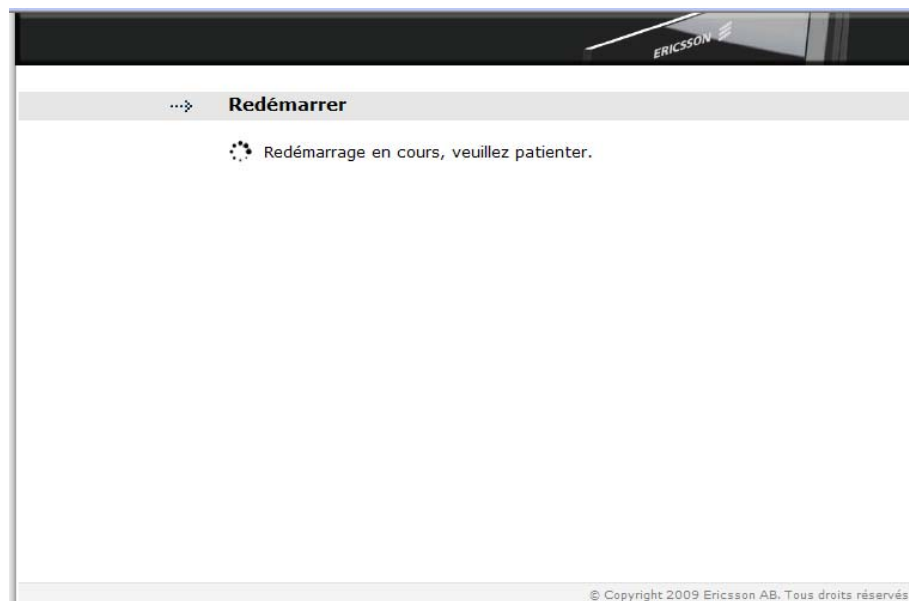 ERICSSON
Redémarrer
Redémarrage en cours, veuillez patienter.
© Copyright 2009 Ericsson AB. Tous droits réservés